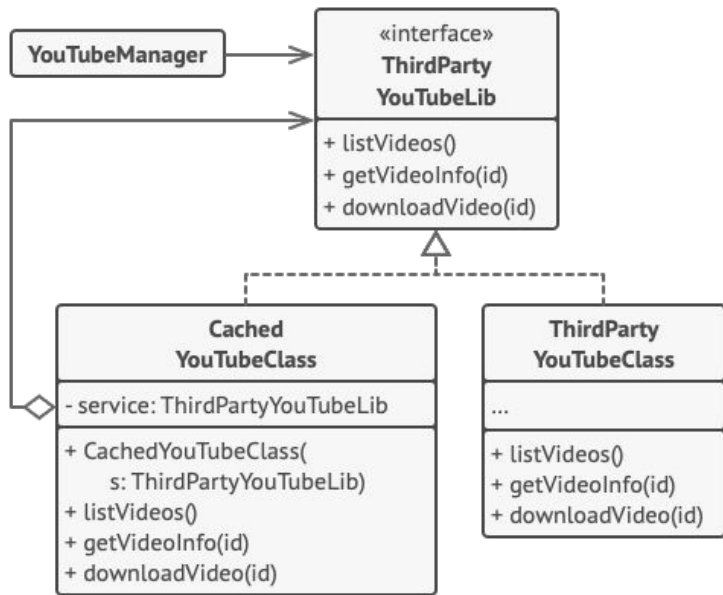 YouTubeManager
«interface»
ThirdParty
YouTubeLib
+ listVideos()
+ getVideoInfo(id)
+ downloadVideo(id)
Cached
YouTubeClass
- service: ThirdPartyYouTubeLib
+ CachedYouTubeClass(
s: ThirdPartyYouTubeLib)
+ listVideos()
+ getVideoInfo(id)
+ downloadVideo(id)
ThirdParty
YouTubeClass
...
+ listVideos()
+ getVideoInfo(id)
+ downloadVideo(id)